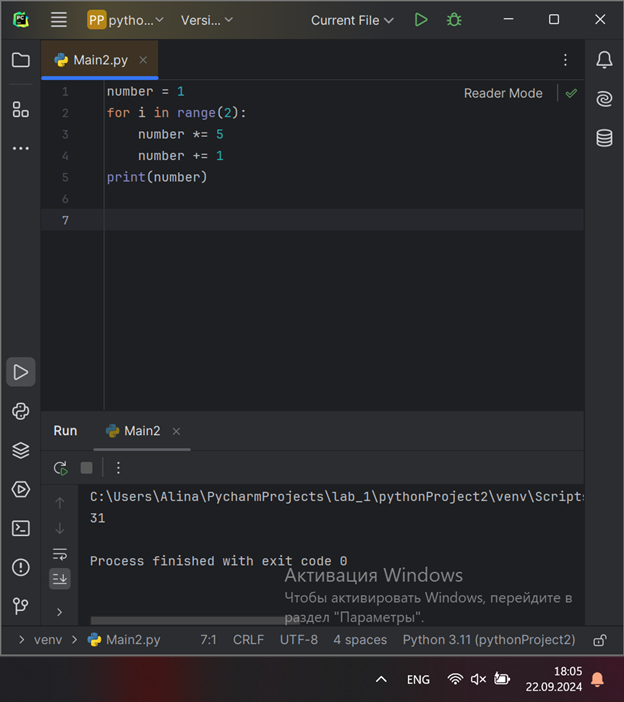 PC
PP pytho... Versi... Current File
Main2.py
Reader Mode
1 number = 1
2 for i in range(2):
3 number *= 5
4 number += 1
5 print(number)
6
7
Run Main2
C:\Users\Alina\PycharmProjects\lab_1\pythonProject2\venv\Scripts
31
Process finished with exit code 0
Активация Windows
Чтобы активировать Windows, перейдите в
раздел "Параметры".
venv Main2.py 7:1 CRLF UTF-8 4 spaces Python 3.11 (pythonProject2)
ENG 18:05
22.09.2024